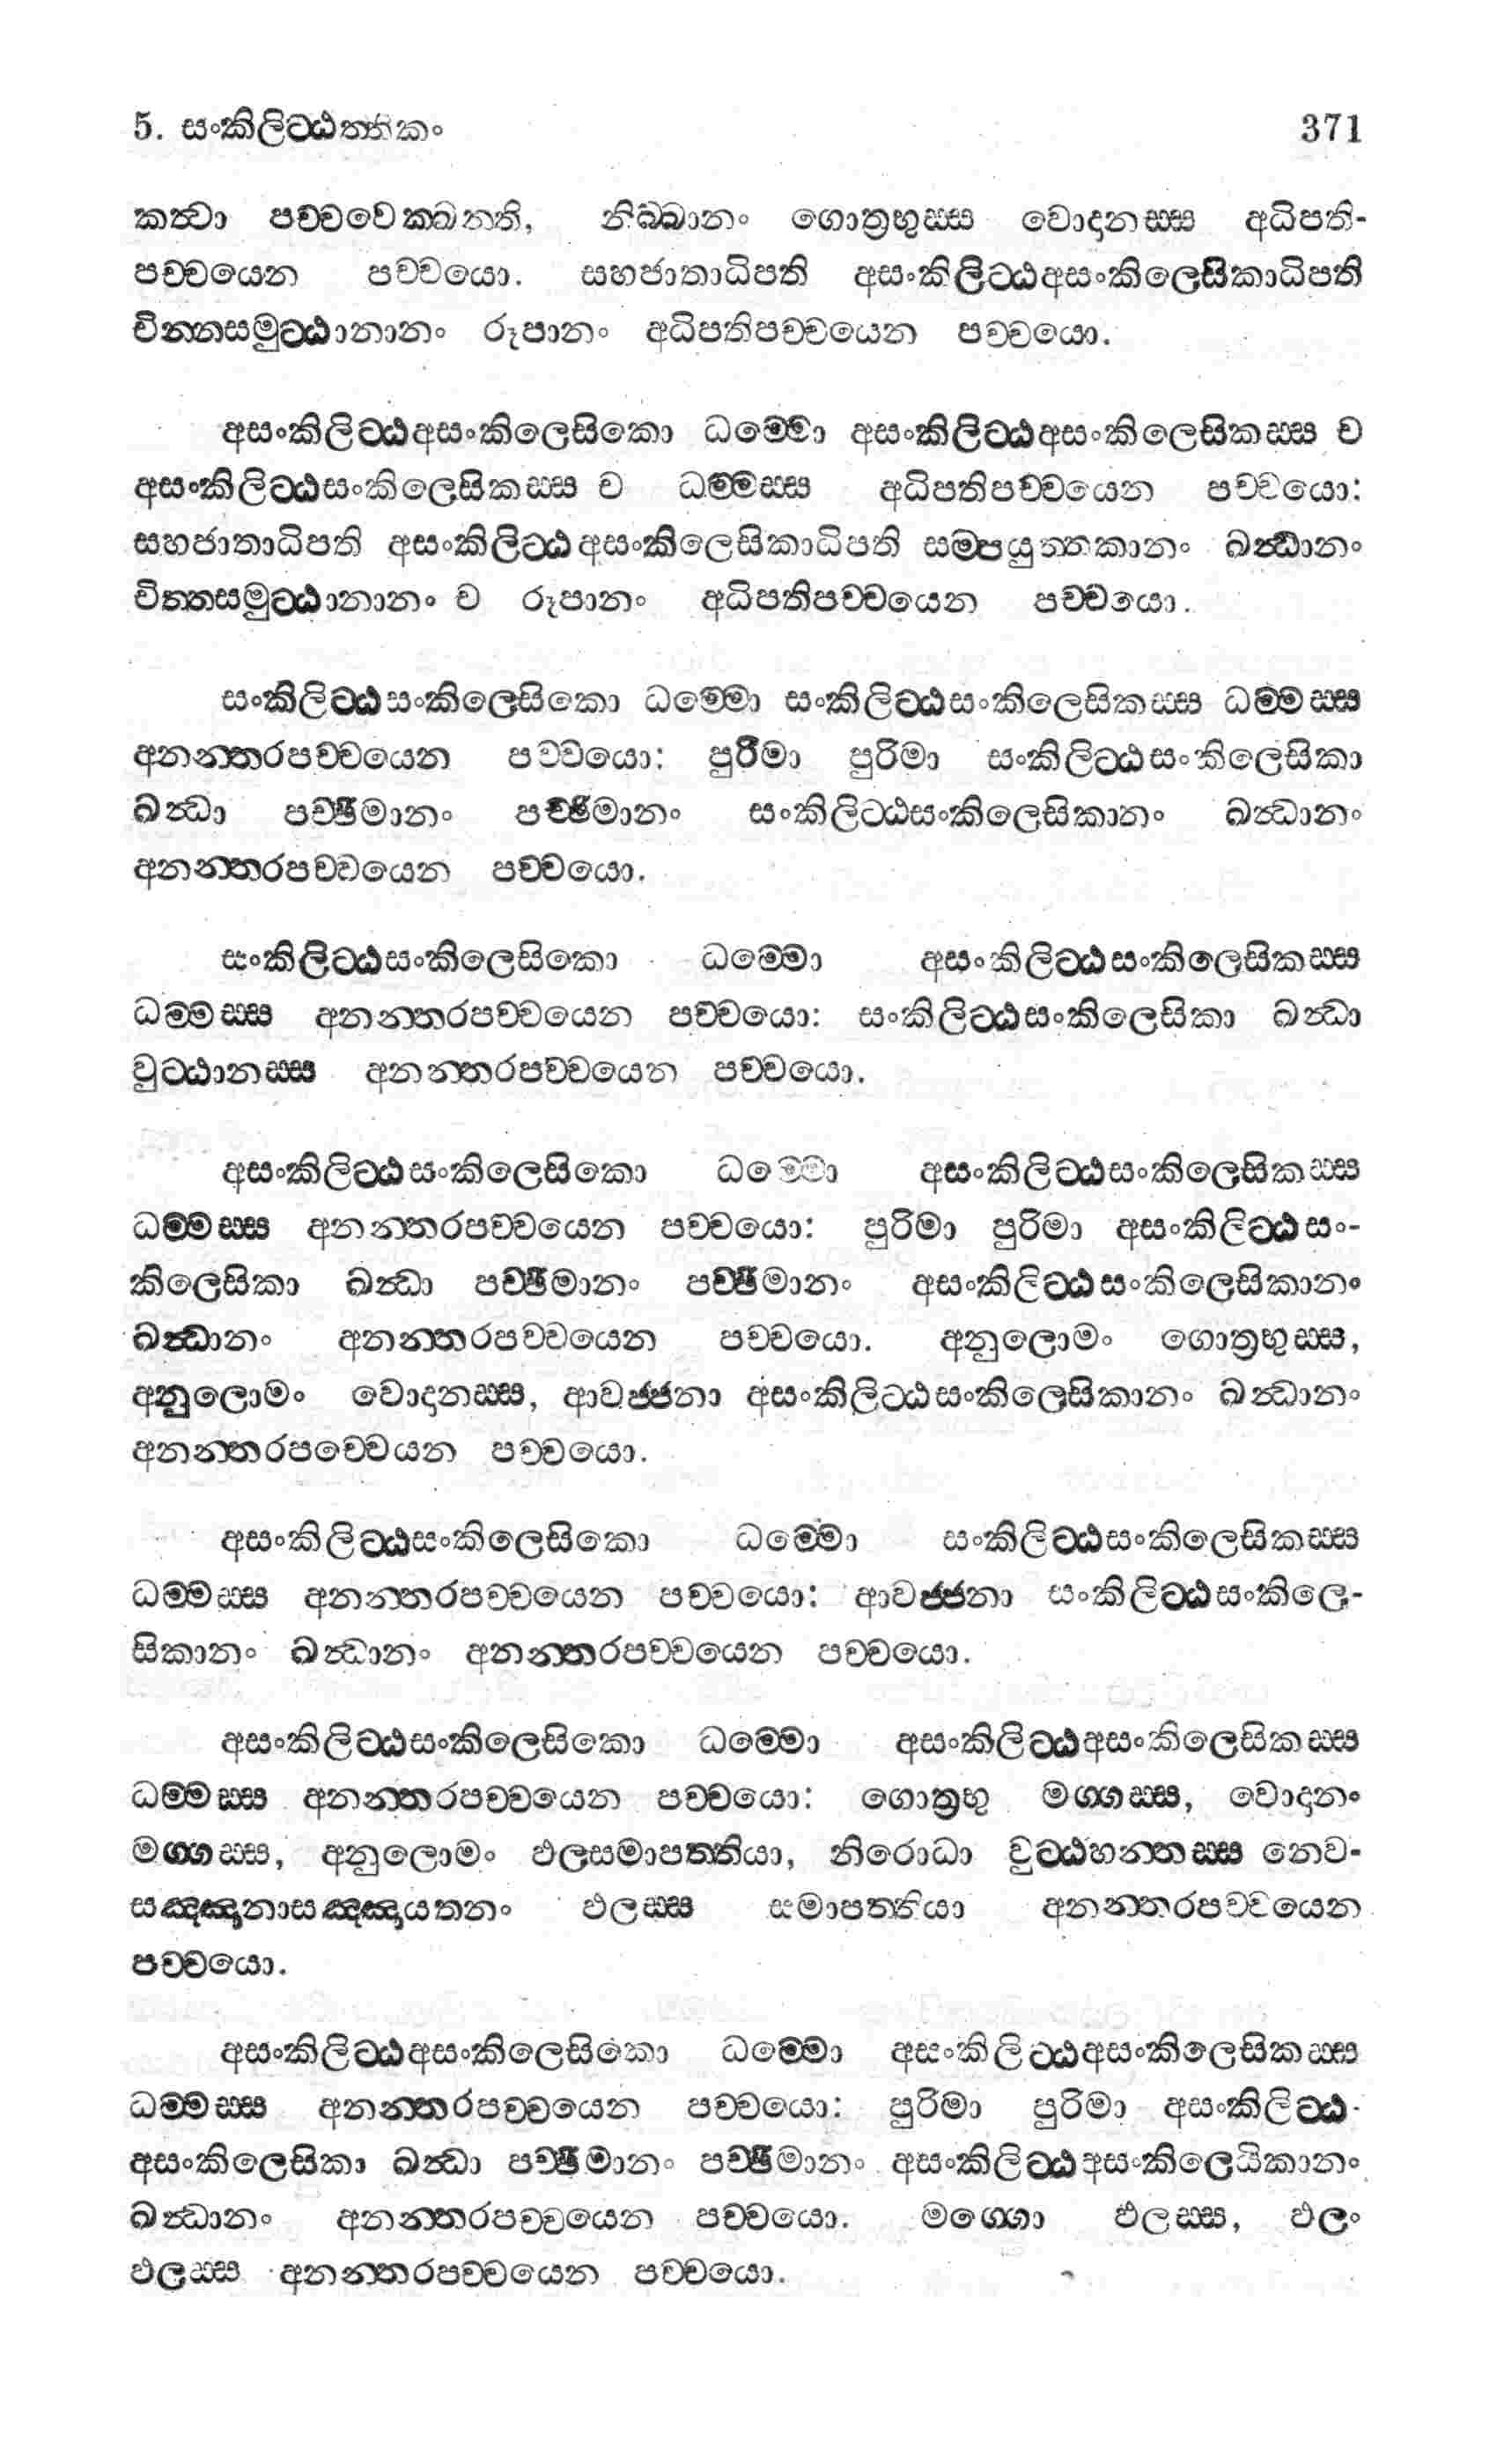 5. සංකිලිට්ඨත්තිකං 371
කත්වා පච්චවෙක්ඛන්ති, නිබ්බානං ගොත්‍රභුස්ස වොදානස්ස අධිපති-
පච්චයෙන පච්චයො. සහජාතාධිපති අසංකිලිට්ඨඅසංකිලෙසිකාධිපති
චිත්තසමුට්ඨානානං රූපානං අධිපතිපච්චයෙන පච්චයො.
අසංකිලිට්ඨඅසංකිලෙසිකො ධම්මො අසංකිලිට්ඨඅසංකිලෙසිකස්ස ච
අසංකිලිට්ඨසංකිලෙසිකස්ස ච ධම්මස්ස අධිපතිපච්චයෙන පච්චයො:
සහජාතාධිපති අසංකිලිට්ඨඅසංකිලෙසිකාධිපති සම්පයුත්තකානං ඛන්ධානං
චිත්තසමුට්ඨානානං ච රූපානං අධිපතිපච්චයෙන පච්චයො.
සංකිලිට්ඨසංකිලෙසිකො ධම්මො සංකිලිට්ඨසංකිලෙසිකස්ස ධම්මස්ස
අනන්තරපච්චයෙන පච්චයො: පුරිමා පුරිමා සංකිලිට්ඨසංකිලෙසිකා
ඛන්ධා පච්ඡිමානං පච්ඡිමානං සංකිලිට්ඨසංකිලෙසිකානං ඛන්ධානං
අනන්තරපච්චයෙන පච්චයො.
සංකිලිට්ඨසංකිලෙසිකො ධම්මො අසංකිලිට්ඨසංකිලෙසිකස්ස
ධම්මස්ස අනන්තරපච්චයෙන පච්චයො: සංකිලිට්ඨසංකිලෙසිකා ඛන්ධා
වුට්ඨානස්ස අනන්තරපච්චයෙන පච්චයො.
අසංකිලිට්ඨසංකිලෙසිකො ධම්මො අසංකිලිට්ඨසංකිලෙසිකස්ස
ධම්මස්ස අනන්තරපච්චයෙන පච්චයො: පුරිමා පුරිමා අසංකිලිට්ඨසං-
කිලෙසිකා ඛන්ධා පච්ඡිමානං පච්ඡිමානං අසංකිලිට්ඨසංකිලෙසිකානං
ඛන්ධානං අනන්තරපච්චයෙන පච්චයො. අනුලොමං ගොත්‍රභුස්ස,
අනුලොමං වොදානස්ස, ආවජ්ජනා අසංකිලිට්ඨසංකිලෙසිකානං ඛන්ධානං
අනන්තරපච්චෙයන පච්චයො.
අසංකිලිට්ඨසංකිලෙසිකො ධම්මො සංකිලිට්ඨසංකිලෙසිකස්ස
ධම්මස්ස අනන්තරපච්චයෙන පච්චයො: ආවජ්ජනා සංකිලිට්ඨසංකිලෙ-
සිකානං ඛන්ධානං අනන්තරපච්චයෙන පච්චයො.
අසංකිලිට්ඨසංකිලෙසිකො ධම්මො අසංකිලිට්ඨඅසංකිලෙසිකස්ස
ධම්මස්ස අනන්තරපච්චයෙන පච්චයො: ගොත්‍රභු මග්ගස්ස, වොදානං
මග්ගස්ස, අනුලොමං ඵලසමාපත්තියා, නිරොධා වුට්ඨහන්තස්ස නෙව-
සඤ්ඤානාසඤ්ඤායතනං ඵලස්ස සමාපත්තියා අනන්තරපච්චයෙන
පච්චයො.
අසංකිලිට්ඨඅසංකිලෙසිකො ධම්මො අසංකිලිට්ඨඅසංකිලෙසිකස්ස
ධම්මස්ස අනන්තරපච්චයෙන පච්චයො: පුරිමා පුරිමා අසංකිලිට්ඨ-
අසංකිලෙසිකා ඛන්ධා පච්ඡිමානං පච්ඡිමානං අසංකිලිට්ඨඅසංකිලෙයිකානං
ඛන්ධානං අනන්තරපච්චයෙන පච්චයො. මග්ගො ඵලස්ස, ඵලං
ඵලස්ස අනන්තරපච්චයෙන පච්චයො.